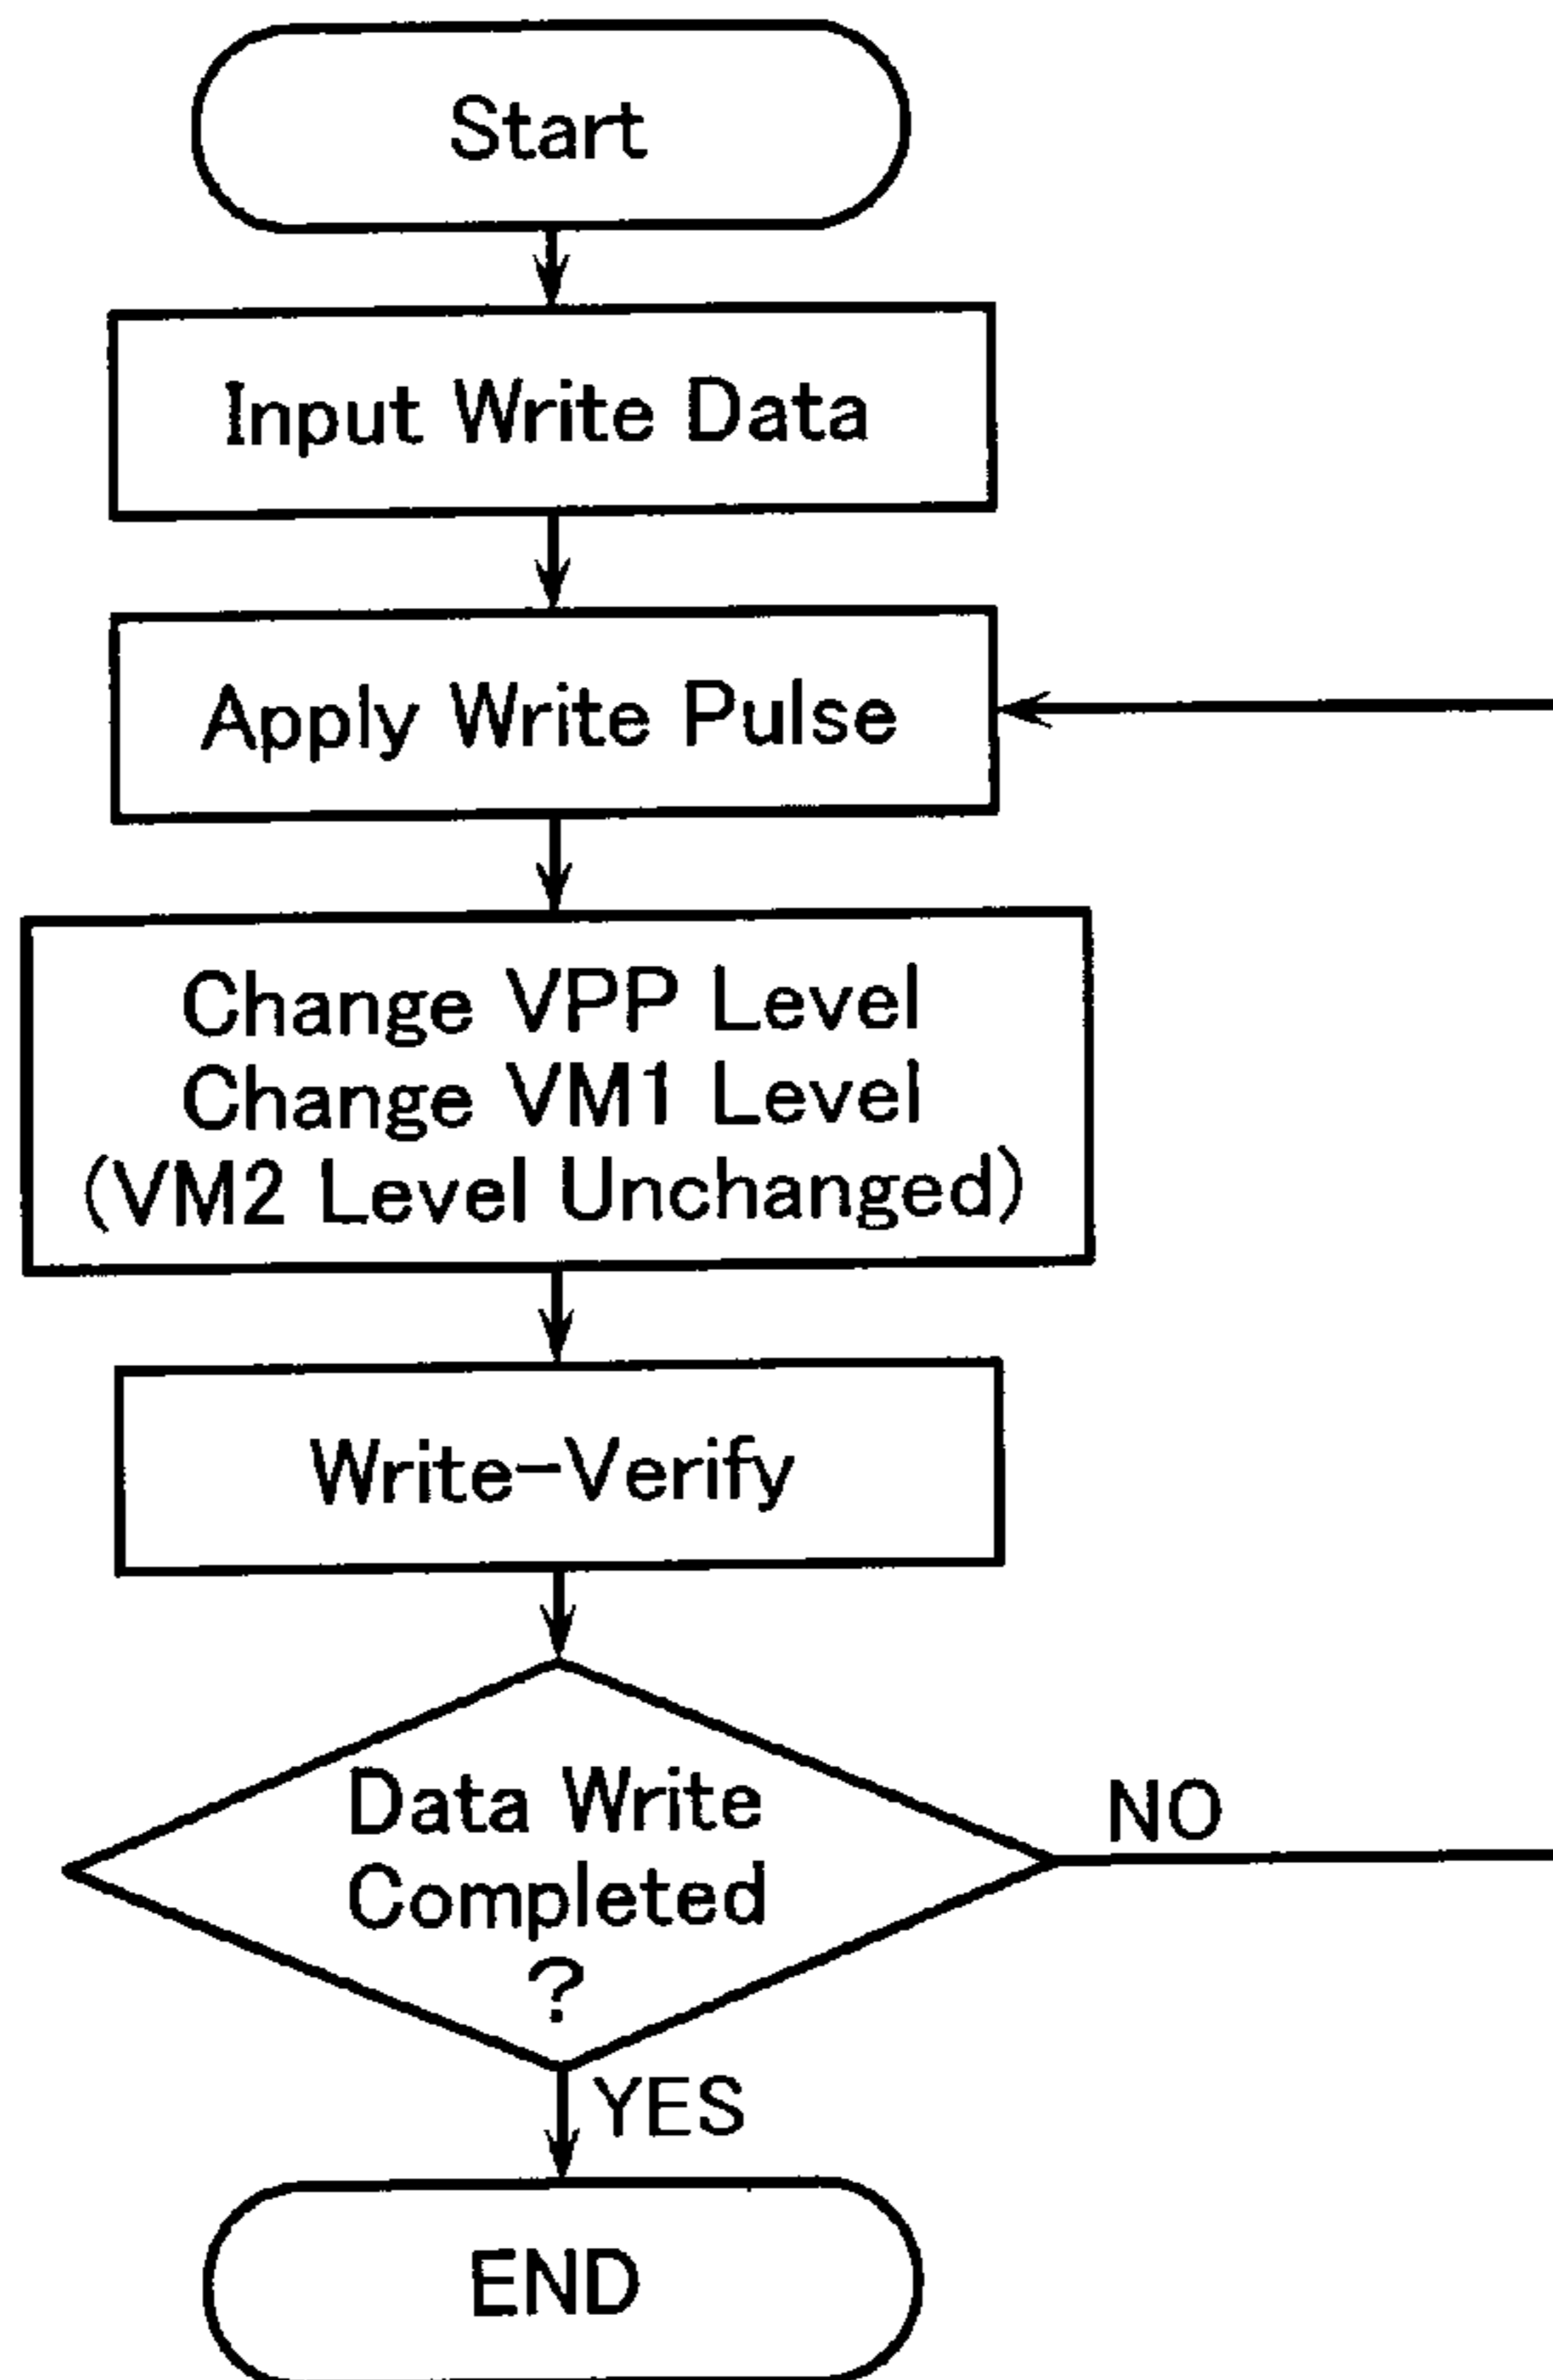 Start
Input Write Data
Apply Write Pulse
Change VPP Level
Change VM1 Level
(VM2 Level Unchanged)
Write-Verify
Data Write
Completed
?
NO
YES
END